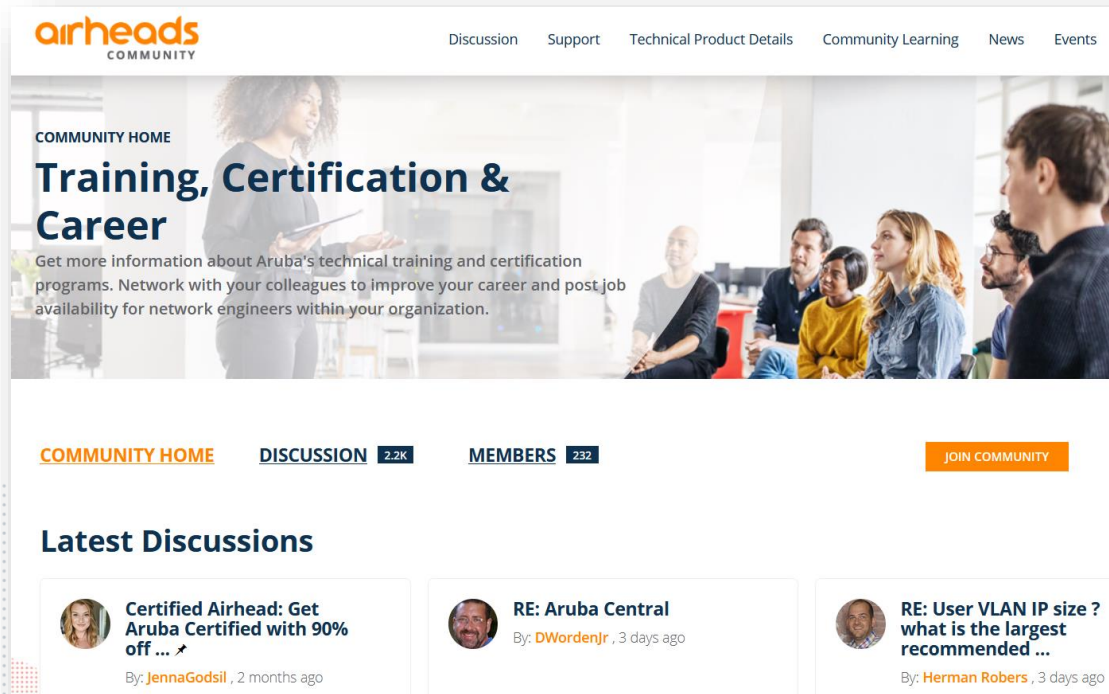 airheads
COMMUNITY
Discussion Support Technical Product Details Community Learning News Events
COMMUNITY HOME
Training, Certification &
Career
Get more information about Aruba's technical training and certification
programs. Network with your colleagues to improve your career and post job
availability for network engineers within your organization.
COMMUNITY HOME DISCUSSION 2.2K MEMBERS 232 JOIN COMMUNITY
Latest Discussions
Certified Airhead: Get
Aruba Certified with 90%
off ...
By: JennaGodsil , 2 months ago
RE: Aruba Central
By: DWordenJr , 3 days ago
RE: User VLAN IP size ?
what is the largest
recommended ...
By: Herman Robers , 3 days ago